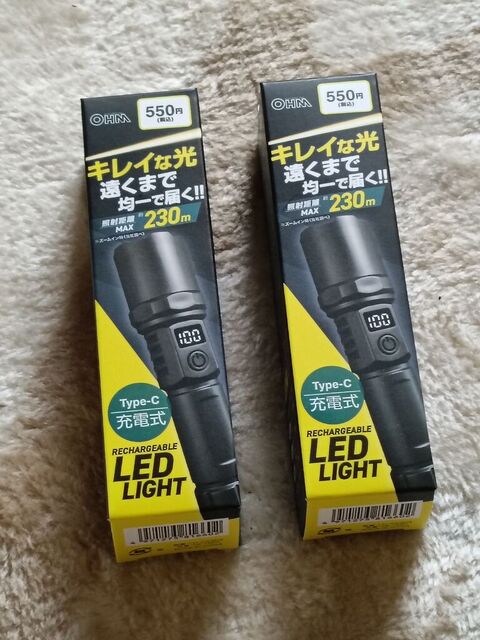 OHM
550円
(税込)
キレイな光
遠くまで
均一で届く!!
照射距離
MAX
約
230m
100
Type-C
充電式
RECHARGEABLE
LED
LIGHT
OHM
550円
(税込)
キレイな光
遠くまで
均一で届く!!
照射距離
MAX
約
230m
100
Type-C
充電式
RECHARGEABLE
LED
LIGHT